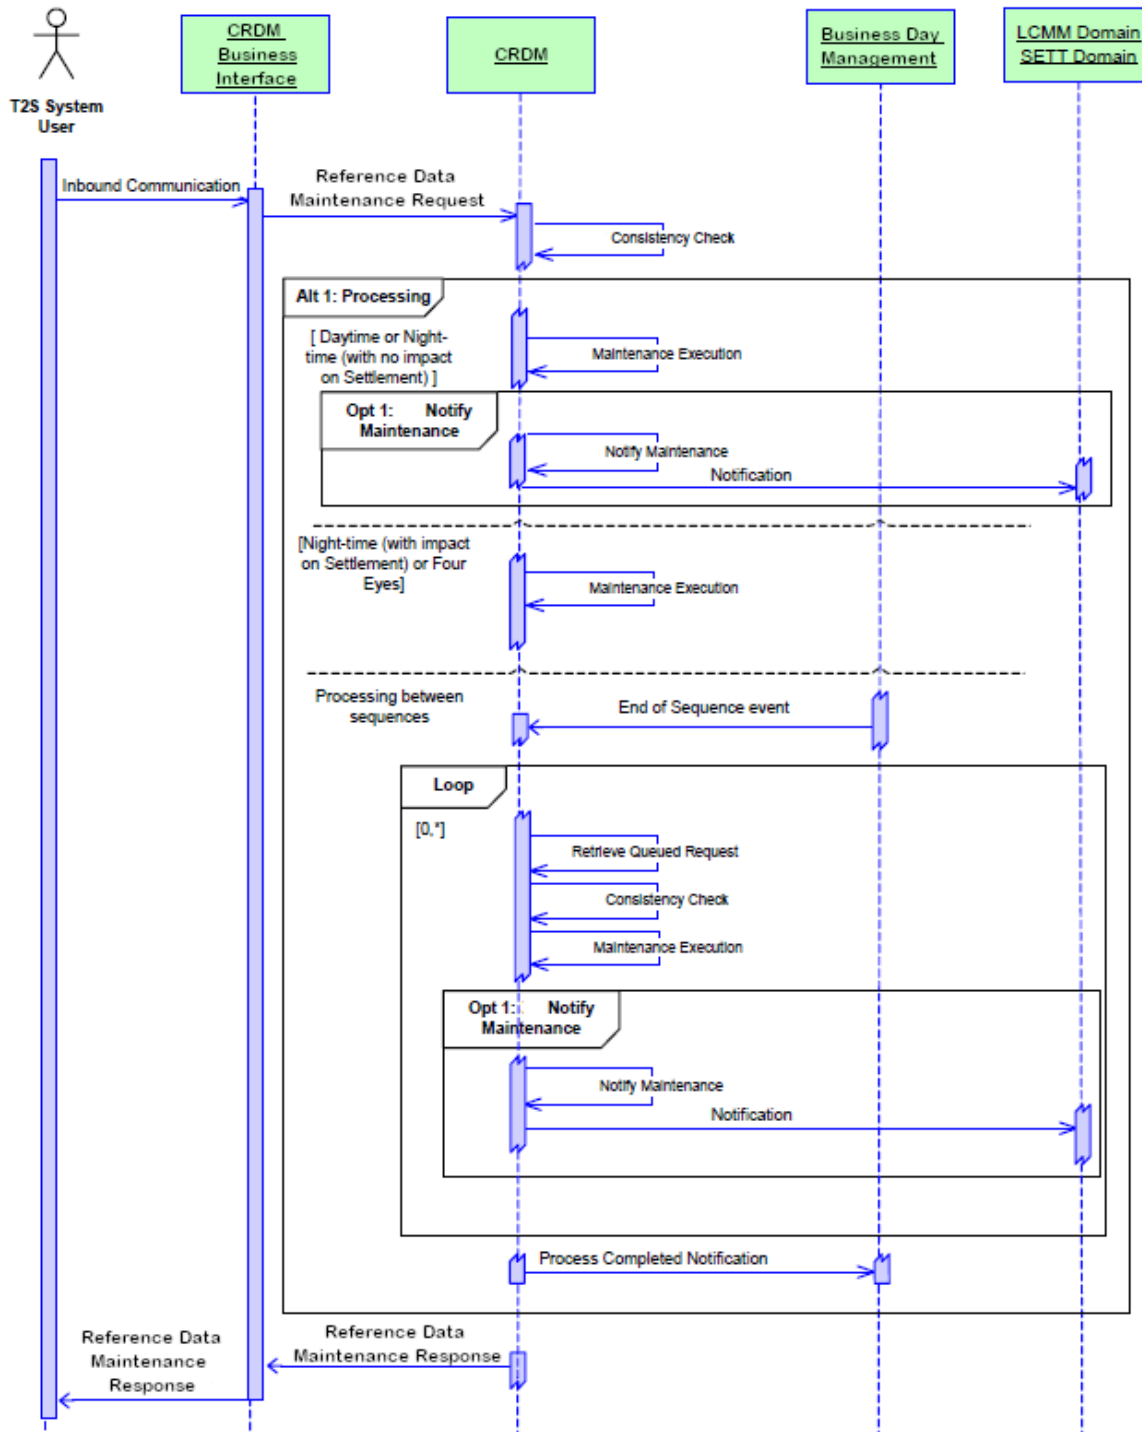 CRDM
Business
Interface
CRDM
Business Day
Management
LCMM Domain
SETT Domain
T2S System
User
Inbound Communication
Reference Data
Maintenance Request
Consistency Check
Alt 1: Processing
[ Daytime or Night-
time (with no impact
on Settlement) ]
Maintenance Execution
Opt 1: Notify
Maintenance
Notify Maintenance
Notification
[Night-time (with impact
on Settlement) or Four
Eyes]
Maintenance Execution
Processing between
sequences
End of Sequence event
Loop
[0,*]
Retrieve Queued Request
Consistency Check
Maintenance Execution
Opt 1: Notify
Maintenance
Notify Maintenance
Notification
Process Completed Notification
Reference Data
Maintenance Response
Reference Data
Maintenance
Response